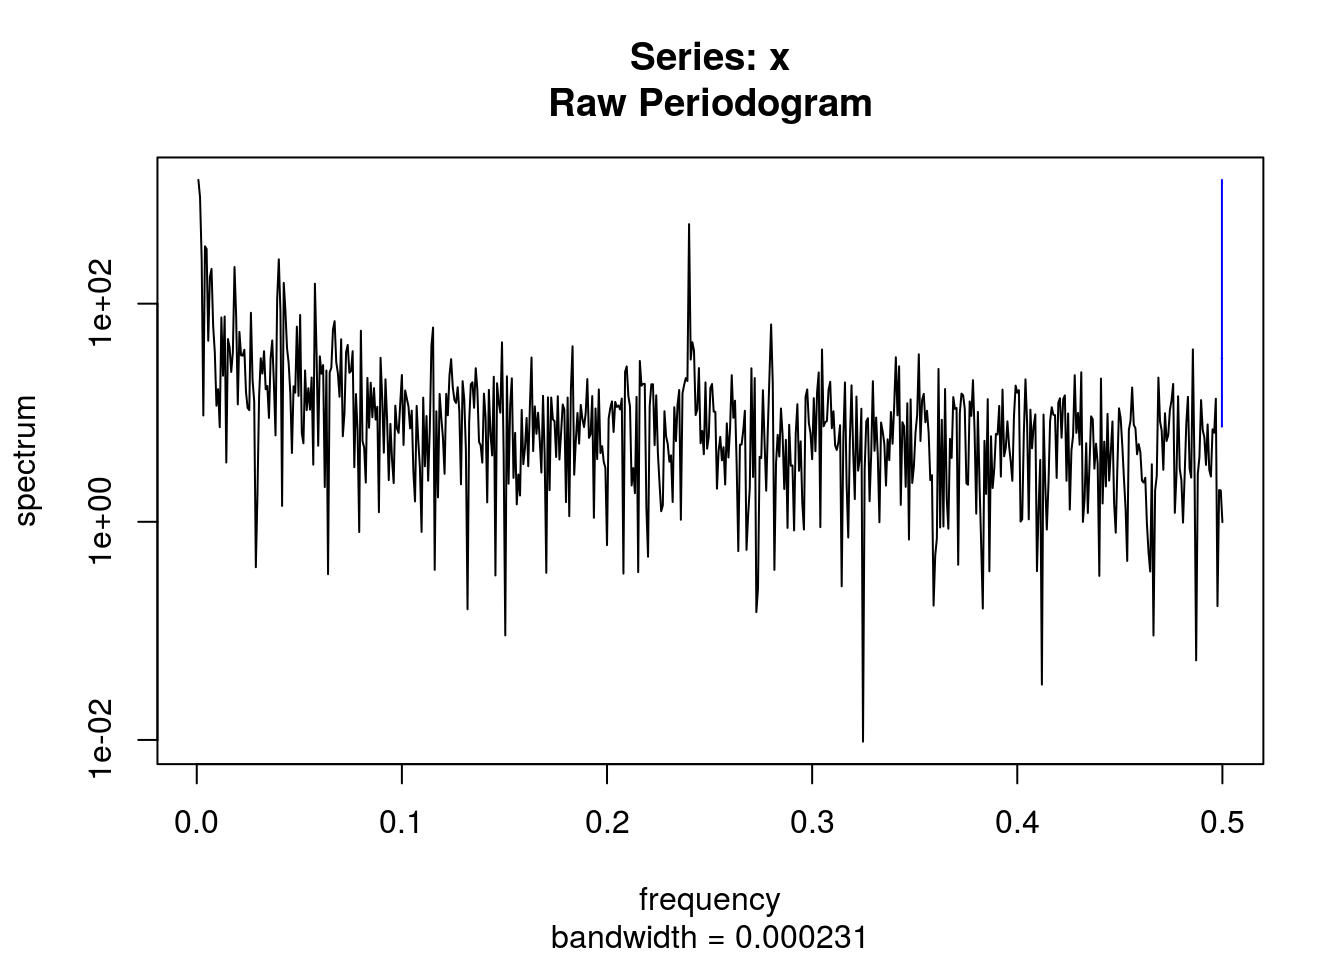 Series: x
Raw Periodogram
spectrum
1e+02
1e+00
1e-02
0.0 0.1 0.2 0.3 0.4 0.5
frequency
bandwidth = 0.000231